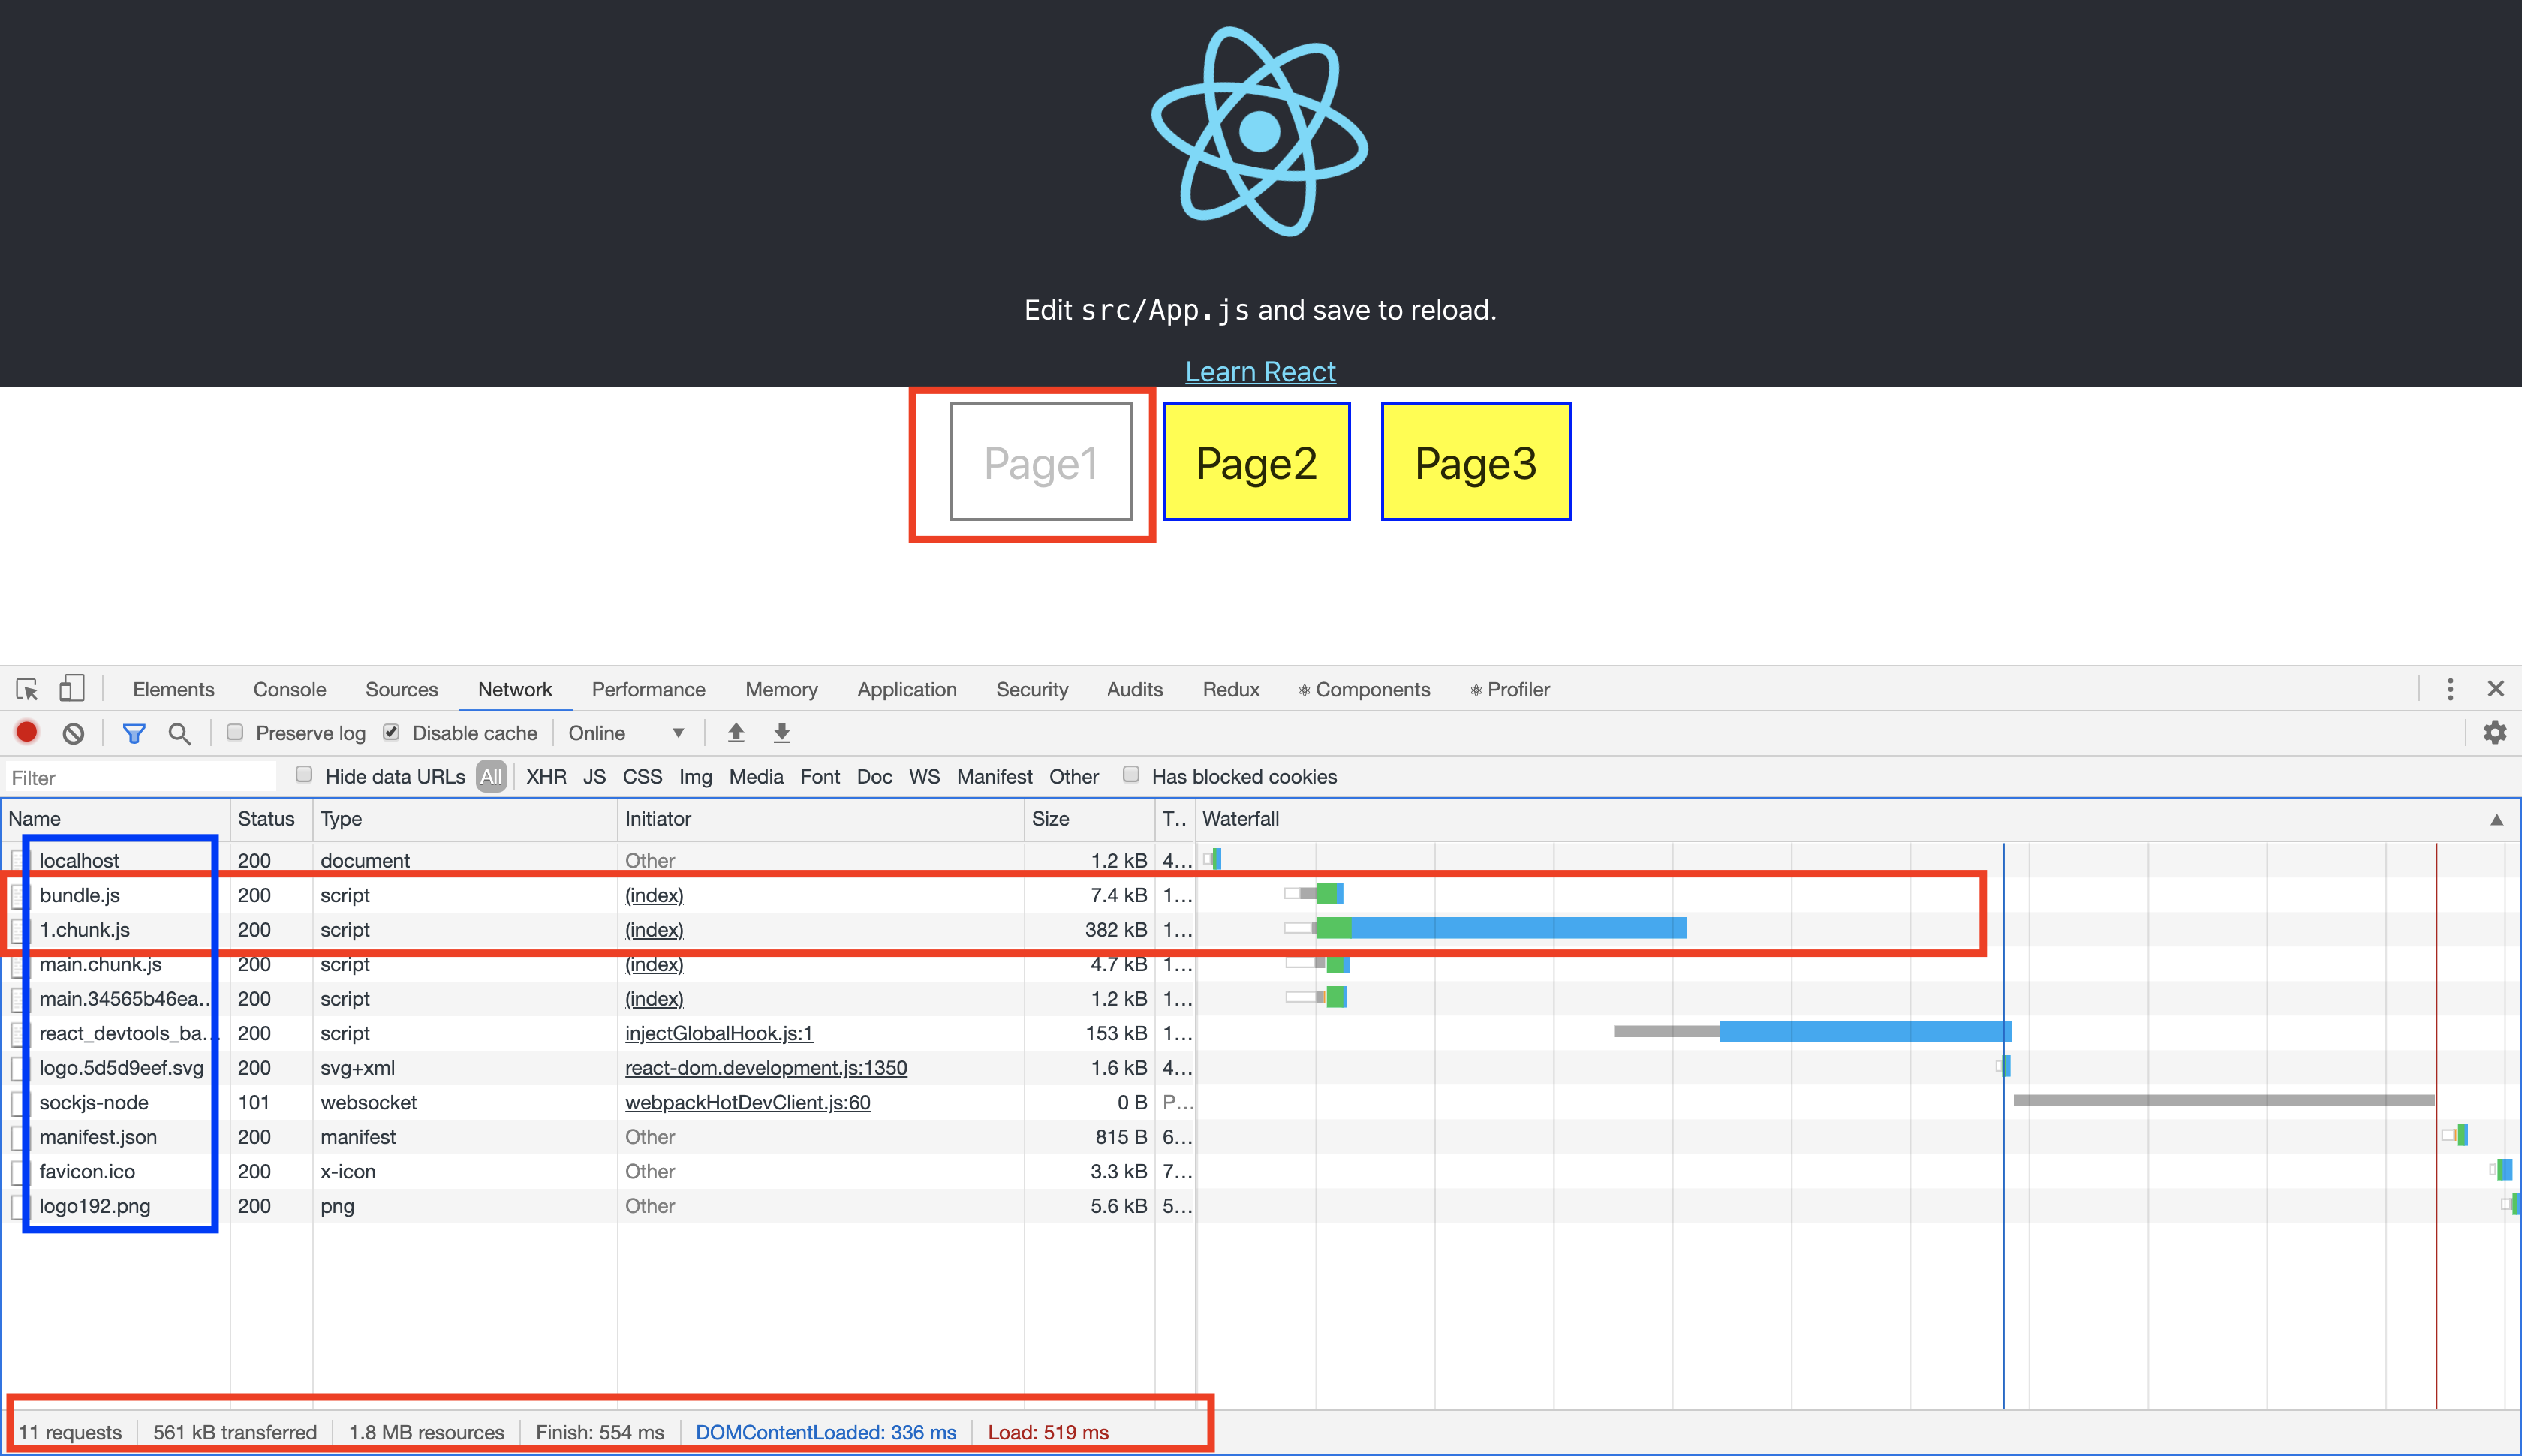 Edit src/App.js and save to reload.
Learn React
Page1 Page2 Page3
Elements Console Sources Network Performance Memory Application Security Audits Redux Components Profiler
Preserve log Disable cache Online
Filter Hide data URLs All XHR JS CSS Img Media Font Doc WS Manifest Other Has blocked cookies
Name Status Type Initiator Size T.. Waterfall
localhost 200 document Other 1.2 kB 4...
bundle.js 200 script (index) 7.4 kB 1...
1.chunk.js 200 script (index) 382 kB 1...
main.chunk.js 200 script (index) 4.7 kB 1...
main.34565b46ea... 200 script (index) 1.2 kB 1...
react_devtools_ba... 200 script injectGlobalHook.js:1 153 kB 1...
logo.5d5d9eef.svg 200 svg+xml react-dom.development.js:1350 1.6 kB 4...
sockjs-node 101 websocket webpackHotDevClient.js:60 0 B P...
manifest.json 200 manifest Other 815 B 6...
favicon.ico 200 x-icon Other 3.3 kB 7...
logo192.png 200 png Other 5.6 kB 5...
11 requests 561 kB transferred 1.8 MB resources Finish: 554 ms DOMContentLoaded: 336 ms Load: 519 ms